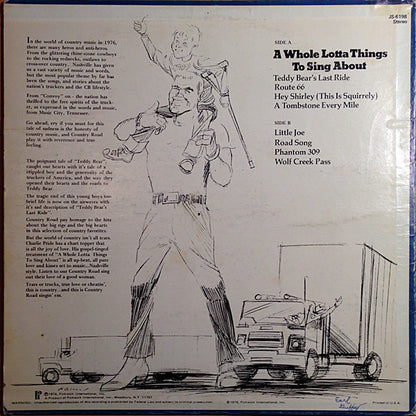 JS-6198
Stereo
In the world of country music in 1976,
there are many heros and anti-heros.
From the glittering rhine-stone cowboys
to the rocking rednecks, outlaws
to crossover country. Nashville has given
us a vast variety of music and words,
but the most popular theme by far has
been the songs, and stories about the
nation's truckers and the CB lifestyle.
From "Convoy" on - the nation has
thrilled to the free spirits of the truck-
er, as expressed in the words and music,
from Music City, Tennessee.
Go ahead, cry if you must for this
tale of sadness is the honesty of
country music, and Country Road
play it with reverence and true
feeling.
The poignant tale of "Teddy Bear"
caught our hearts with it's tale of a
crippled boy and the generosity of the
truckers of America, and the way they
opened their hearts and the roads to
Teddy Bear.
The tragic end of this young boys too
brief life is now on the airwaves with
it's sad description of "Teddy Bear's
Last Ride".
Country Road pay homage to the hits
about the big rigs and the big hearts
in this selection of country favorites.
But the world of country isn't all tears.
Charlie Pride has a chart topper that
is all the joy of love. His gospel-tinged
treatment of "A Whole Lotta Things
To Sing About" is all up-beat, all pure
love and kisses set to music...Nashville
style. Listen to our Country Road sing
out their love of a good woman.
Tears or trucks, true love or cheatin',
this is country...and this is Country
Road singin' em.
SIDE A
A Whole Lotta Things
To Sing About
Teddy Bear's Last Ride
Route 66
Hey Shirley (This Is Squirrely)
A Tombstone Every Mile
SIDE B
Little Joe
Road Song
Phantom 309
Wolf Creek Pass